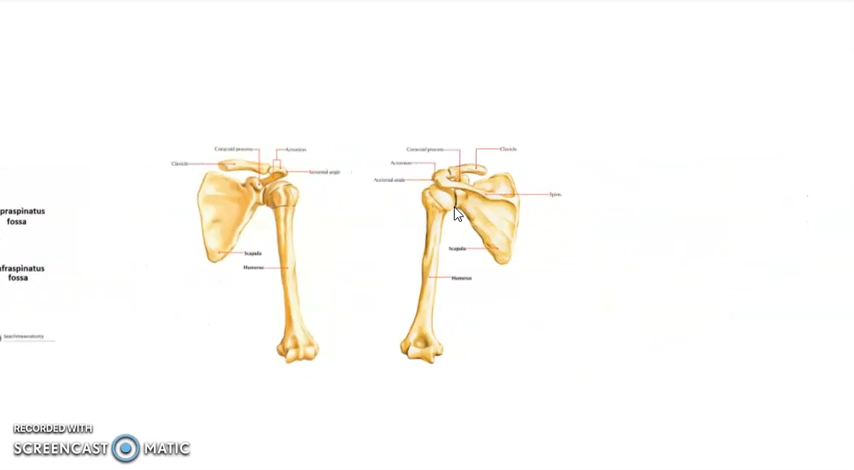 Coracoid process
Acromion
Clavicle
Acromial angle
praspinatus
fossa
Scapula
Humerus
fraspinatus
fossa
Coracoid process
Clavicle
Acromion
Acromial angle
Spine
Scapula
Humerus
RECORDED WITH
SCREENCAST MATIC